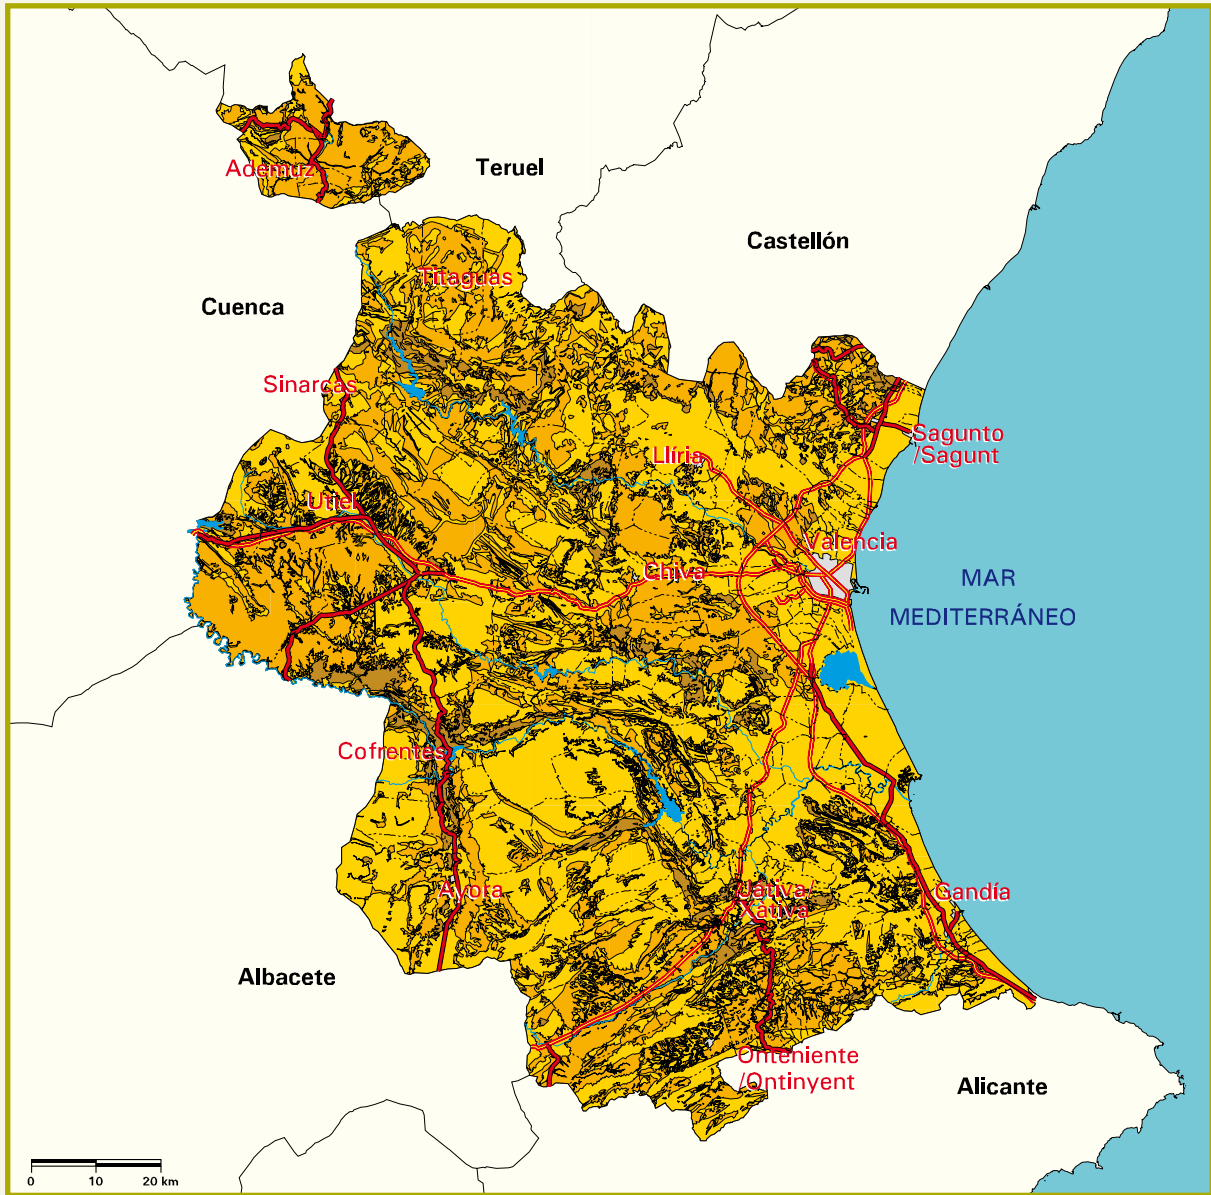 Teruel
Ademuz
Castellón
Titaguas
Cuenca
Sinarcas
Sagunto
/Sagunt
Llíria
Utiel
Valencia
Chiva
MAR
MEDITERRÁNEO
Cofrentes
Ayora
Játiva/
Xátiva
Gandía
Albacete
Onteniente
/Ontinyent
Alicante
0 10 20 km